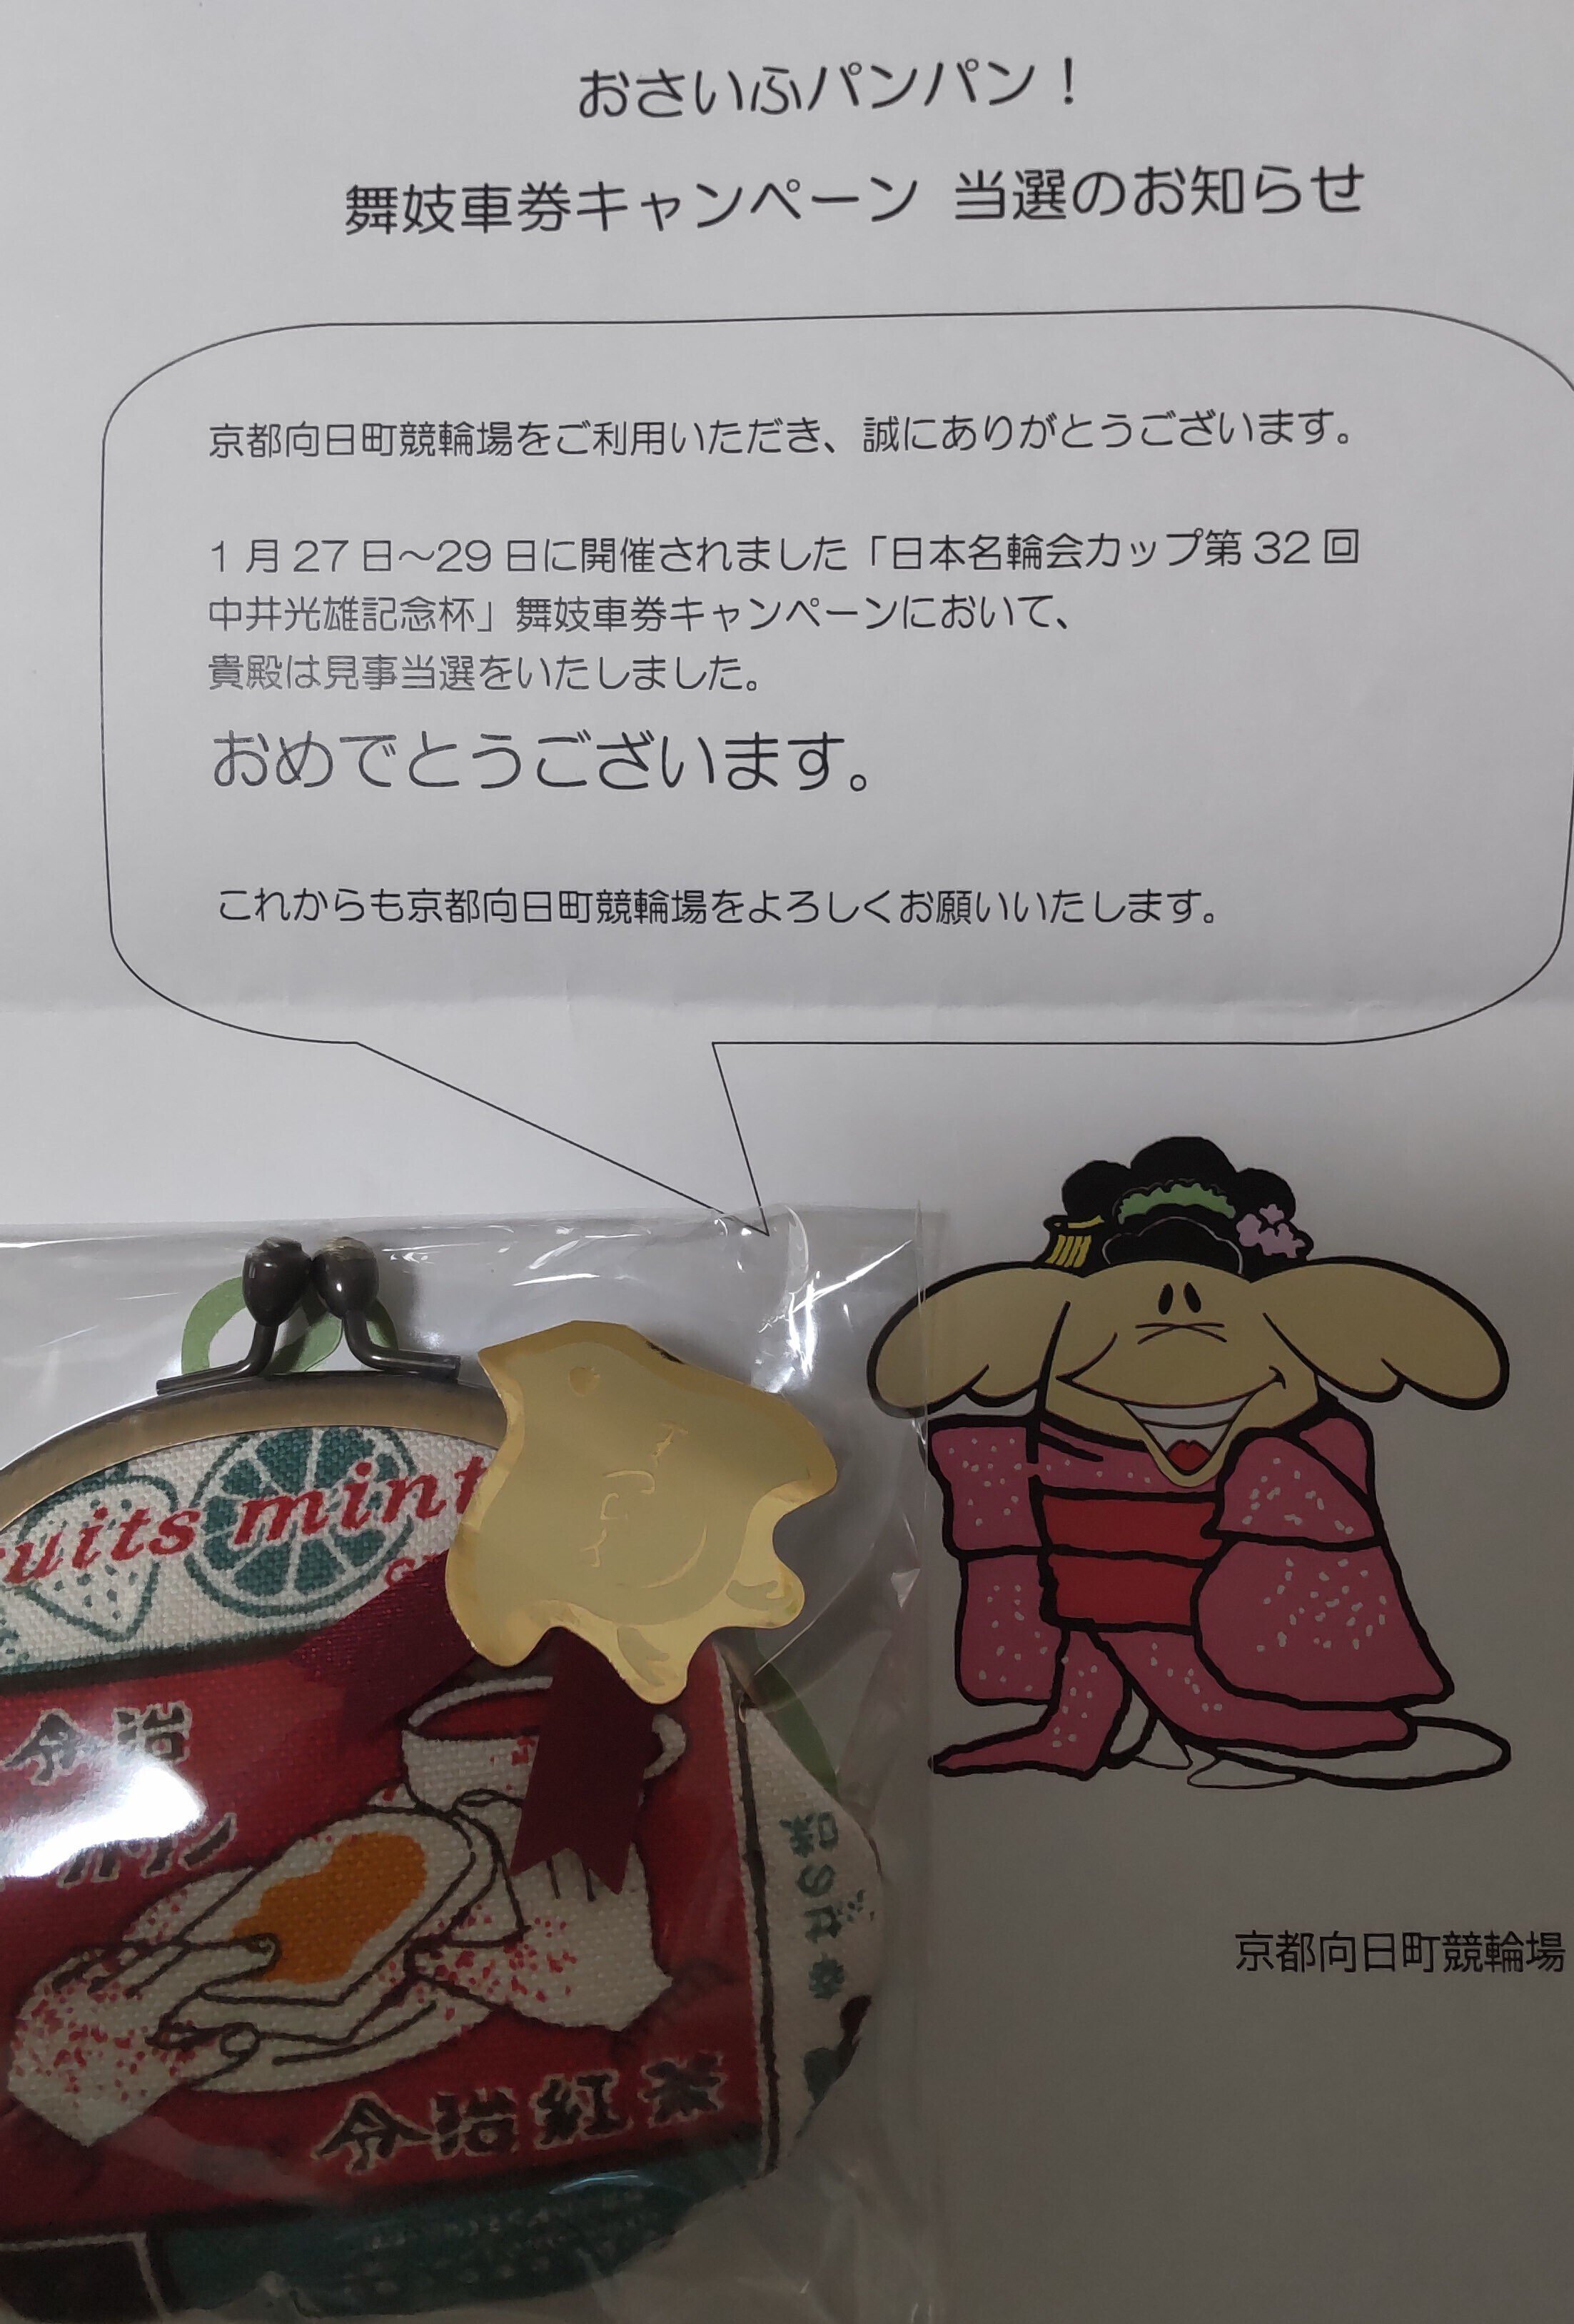 おさいふパンパン！
舞妓車券キャンペーン 当選のお知らせ
京都向日町競輪場をご利用いただき、誠にありがとうございます。
1月27日～29日に開催されました「日本名輪会カップ第32回
中井光雄記念杯」舞妓車券キャンペーンにおいて、
貴殿は見事当選をいたしました。
おめでとうございます。
これからも京都向日町競輪場をよろしくお願いいたします。
京都向日町競輪場
uits mint
味の